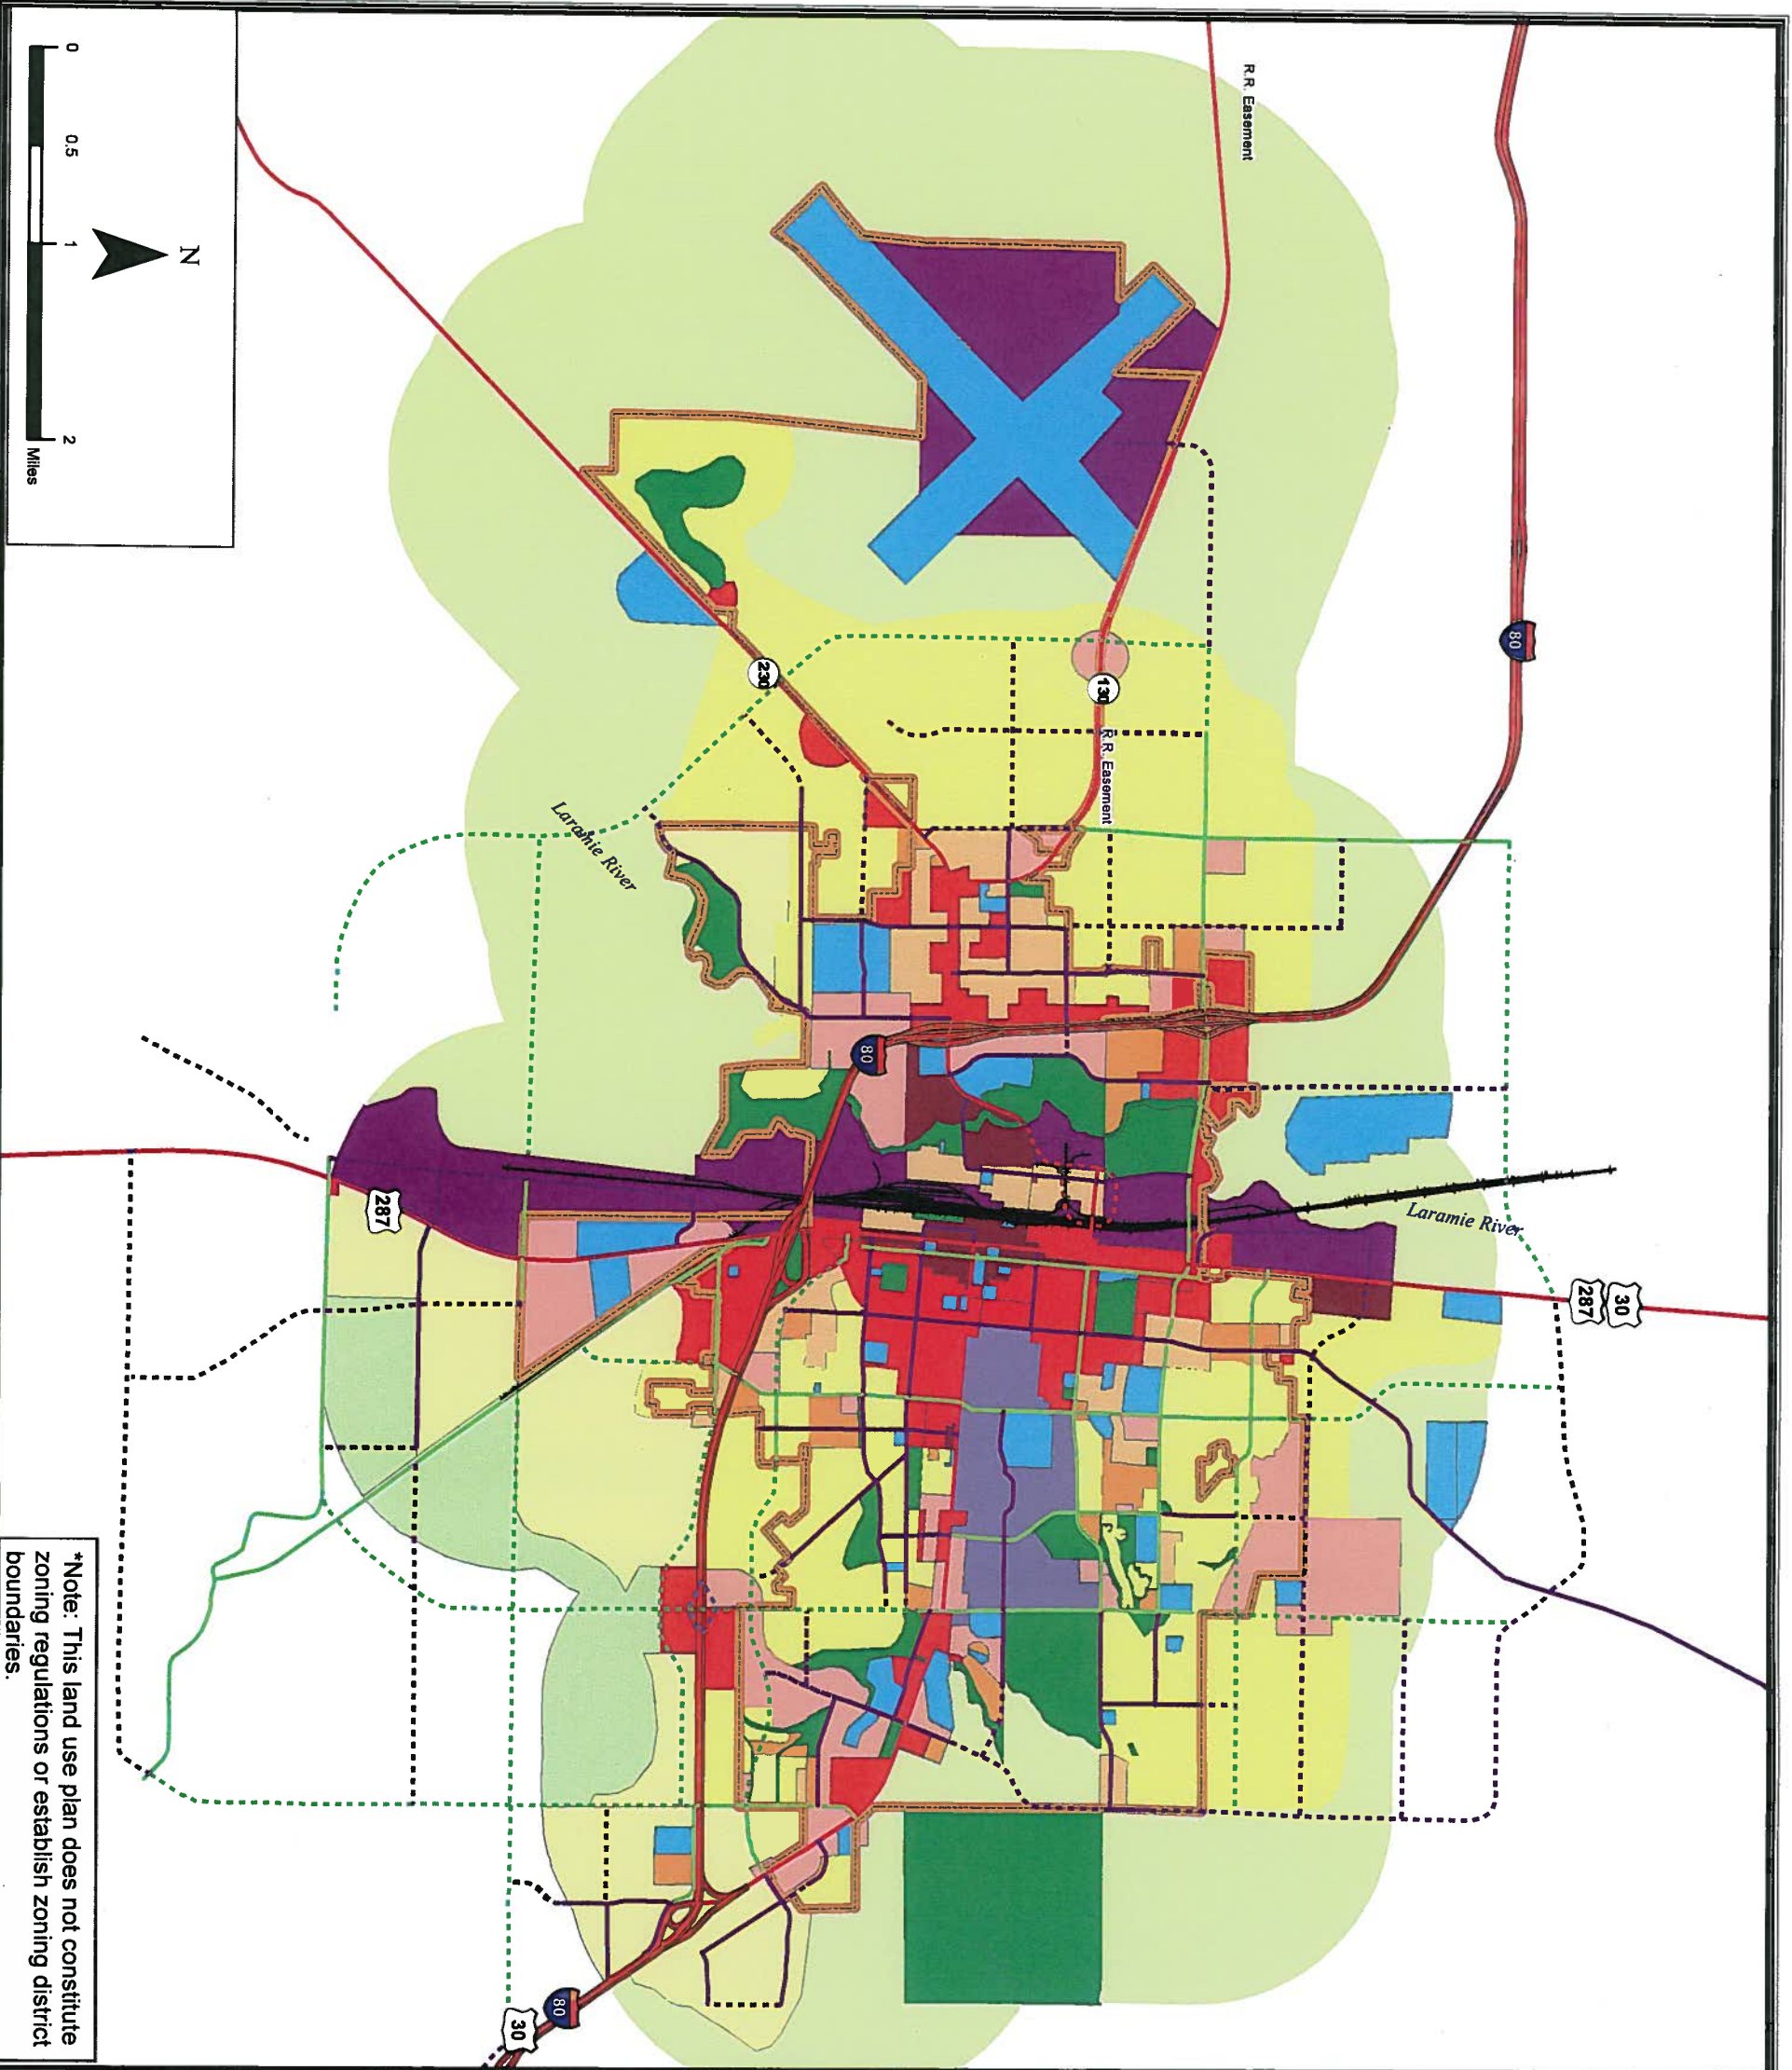 R.R. Easement
80
N
0 0.5 1 2
Miles
130
230
R.R. Easement
Laramie River
80
287
Laramie River
30
287
80
30
*Note: This land use plan does not constitute
zoning regulations or establish zoning district
boundaries.